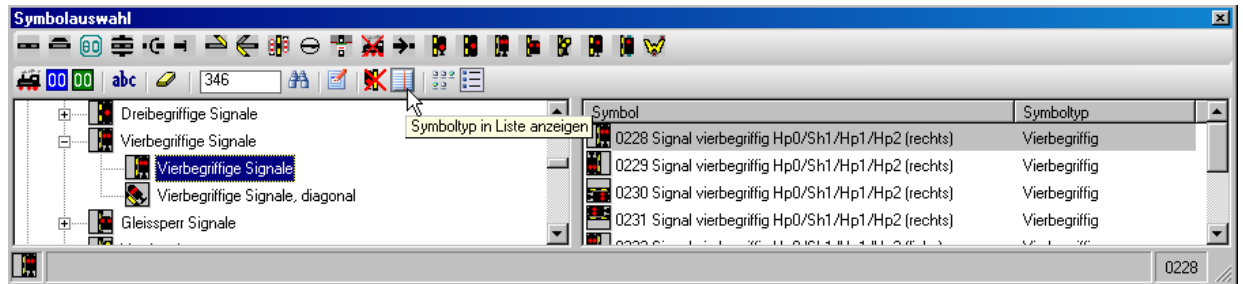 Symbolauswahl
00 00 abc 346
Dreibegriffige Signale
Vierbegriffige Signale
Vierbegriffige Signale
Vierbegriffige Signale, diagonal
Gleissperr Signale
Symboltyp in Liste anzeigen
Symbol Symboltyp
0228 Signal vierbegriffig Hp0/Sh1/Hp1/Hp2 (rechts) Vierbegriffig
0229 Signal vierbegriffig Hp0/Sh1/Hp1/Hp2 (rechts) Vierbegriffig
0230 Signal vierbegriffig Hp0/Sh1/Hp1/Hp2 (rechts) Vierbegriffig
0231 Signal vierbegriffig Hp0/Sh1/Hp1/Hp2 (rechts) Vierbegriffig
0228